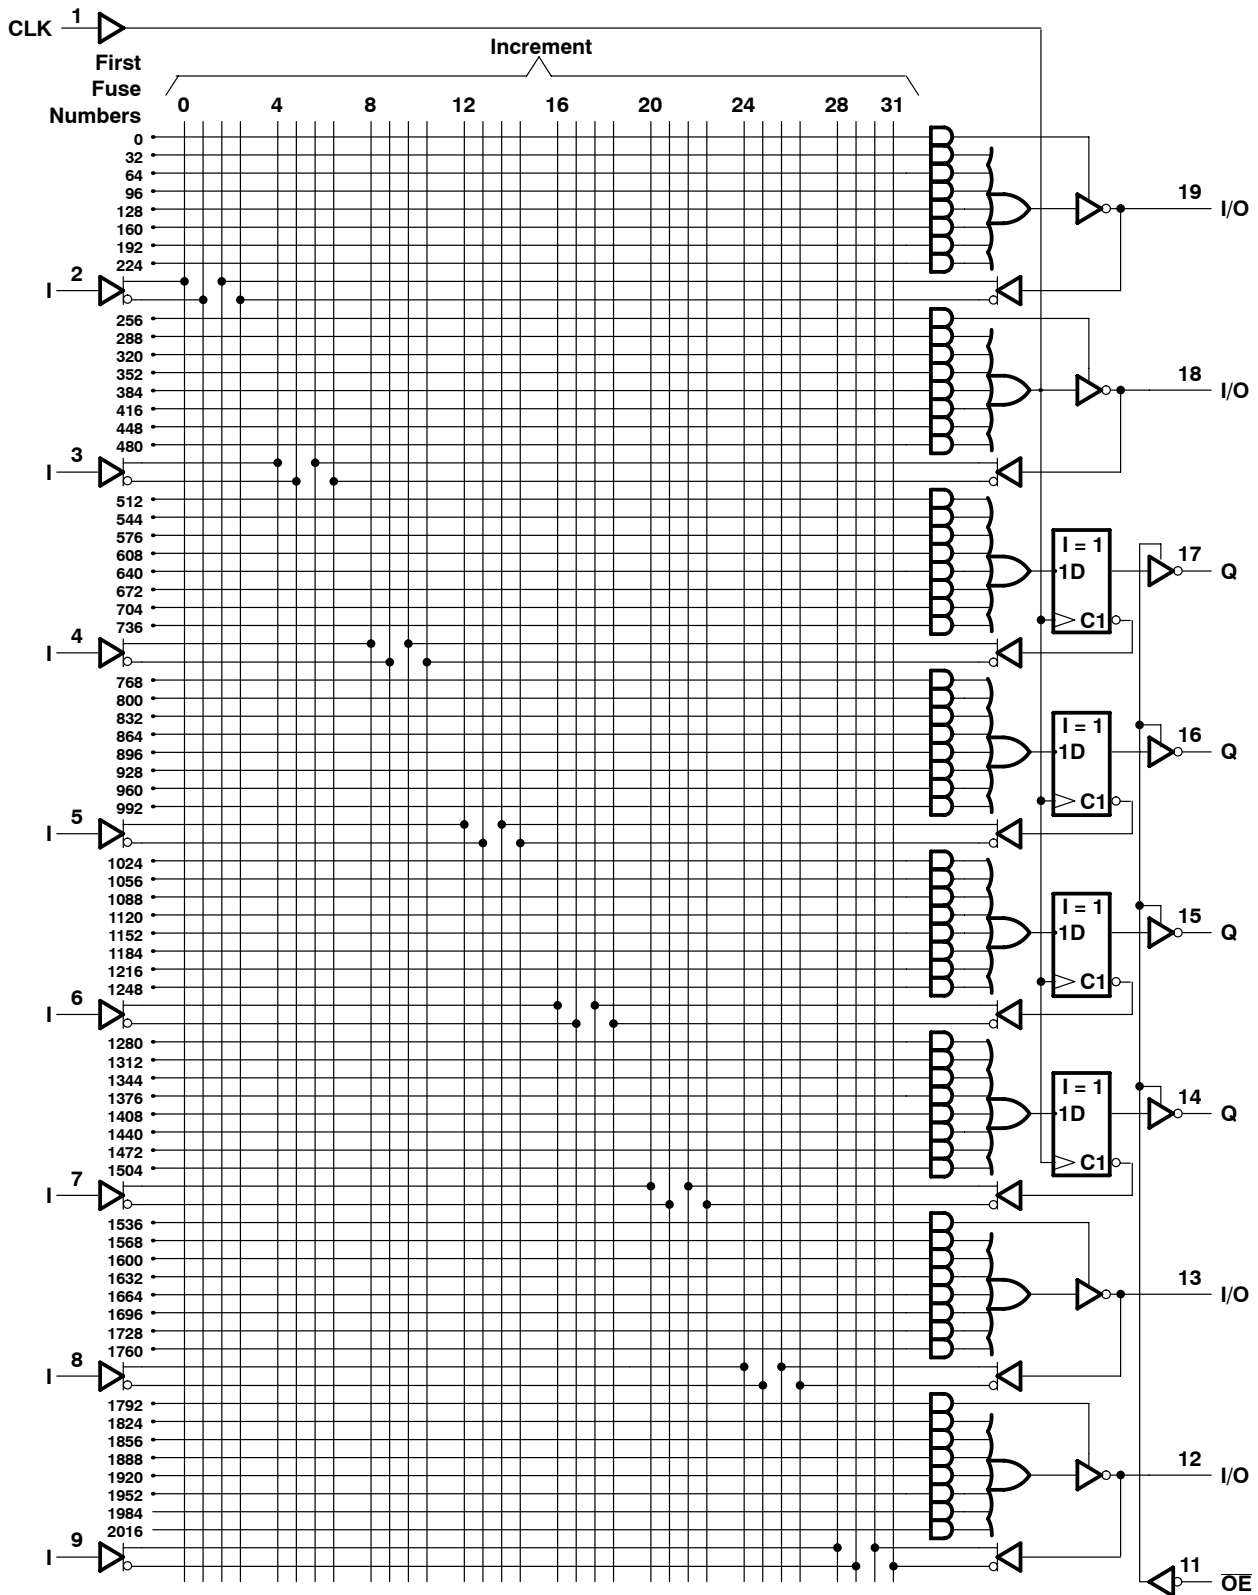 CLK 1
First Fuse Numbers
Increment
0 4 8 12 16 20 24 28 31
0
32
64
96
128
160
192
224
19 I/O
I 2
256
288
320
352
384
416
448
480
18 I/O
I 3
512
544
576
608
640
672
704
736
I = 1
1D
C1
17 Q
I 4
768
800
832
864
896
928
960
992
I = 1
1D
C1
16 Q
I 5
1024
1056
1088
1120
1152
1184
1216
1248
I = 1
1D
C1
15 Q
I 6
1280
1312
1344
1376
1408
1440
1472
1504
I = 1
1D
C1
14 Q
I 7
1536
1568
1600
1632
1664
1696
1728
1760
13 I/O
I 8
1792
1824
1856
1888
1920
1952
1984
2016
12 I/O
I 9
11 O̅E̅